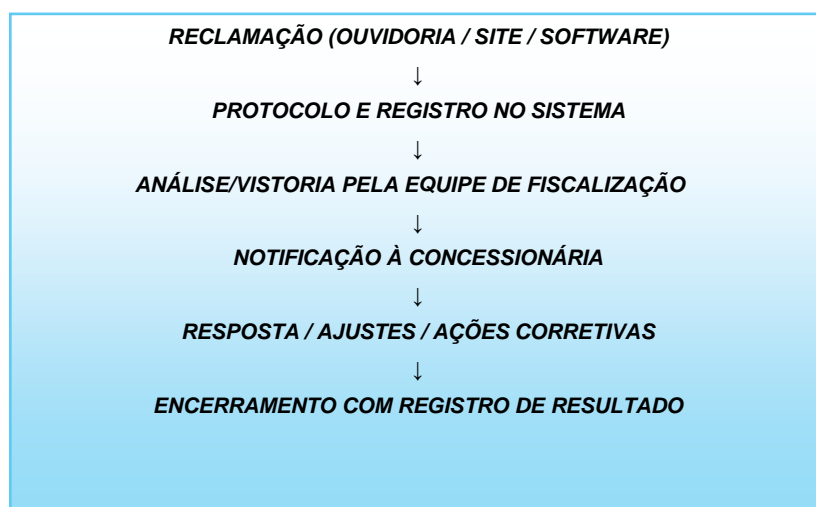 RECLAMAÇÃO (OUVIDORIA / SITE / SOFTWARE)
↓
PROTOCOLO E REGISTRO NO SISTEMA
↓
ANÁLISE/VISTORIA PELA EQUIPE DE FISCALIZAÇÃO
↓
NOTIFICAÇÃO À CONCESSIONÁRIA
↓
RESPOSTA / AJUSTES / AÇÕES CORRETIVAS
↓
ENCERRAMENTO COM REGISTRO DE RESULTADO